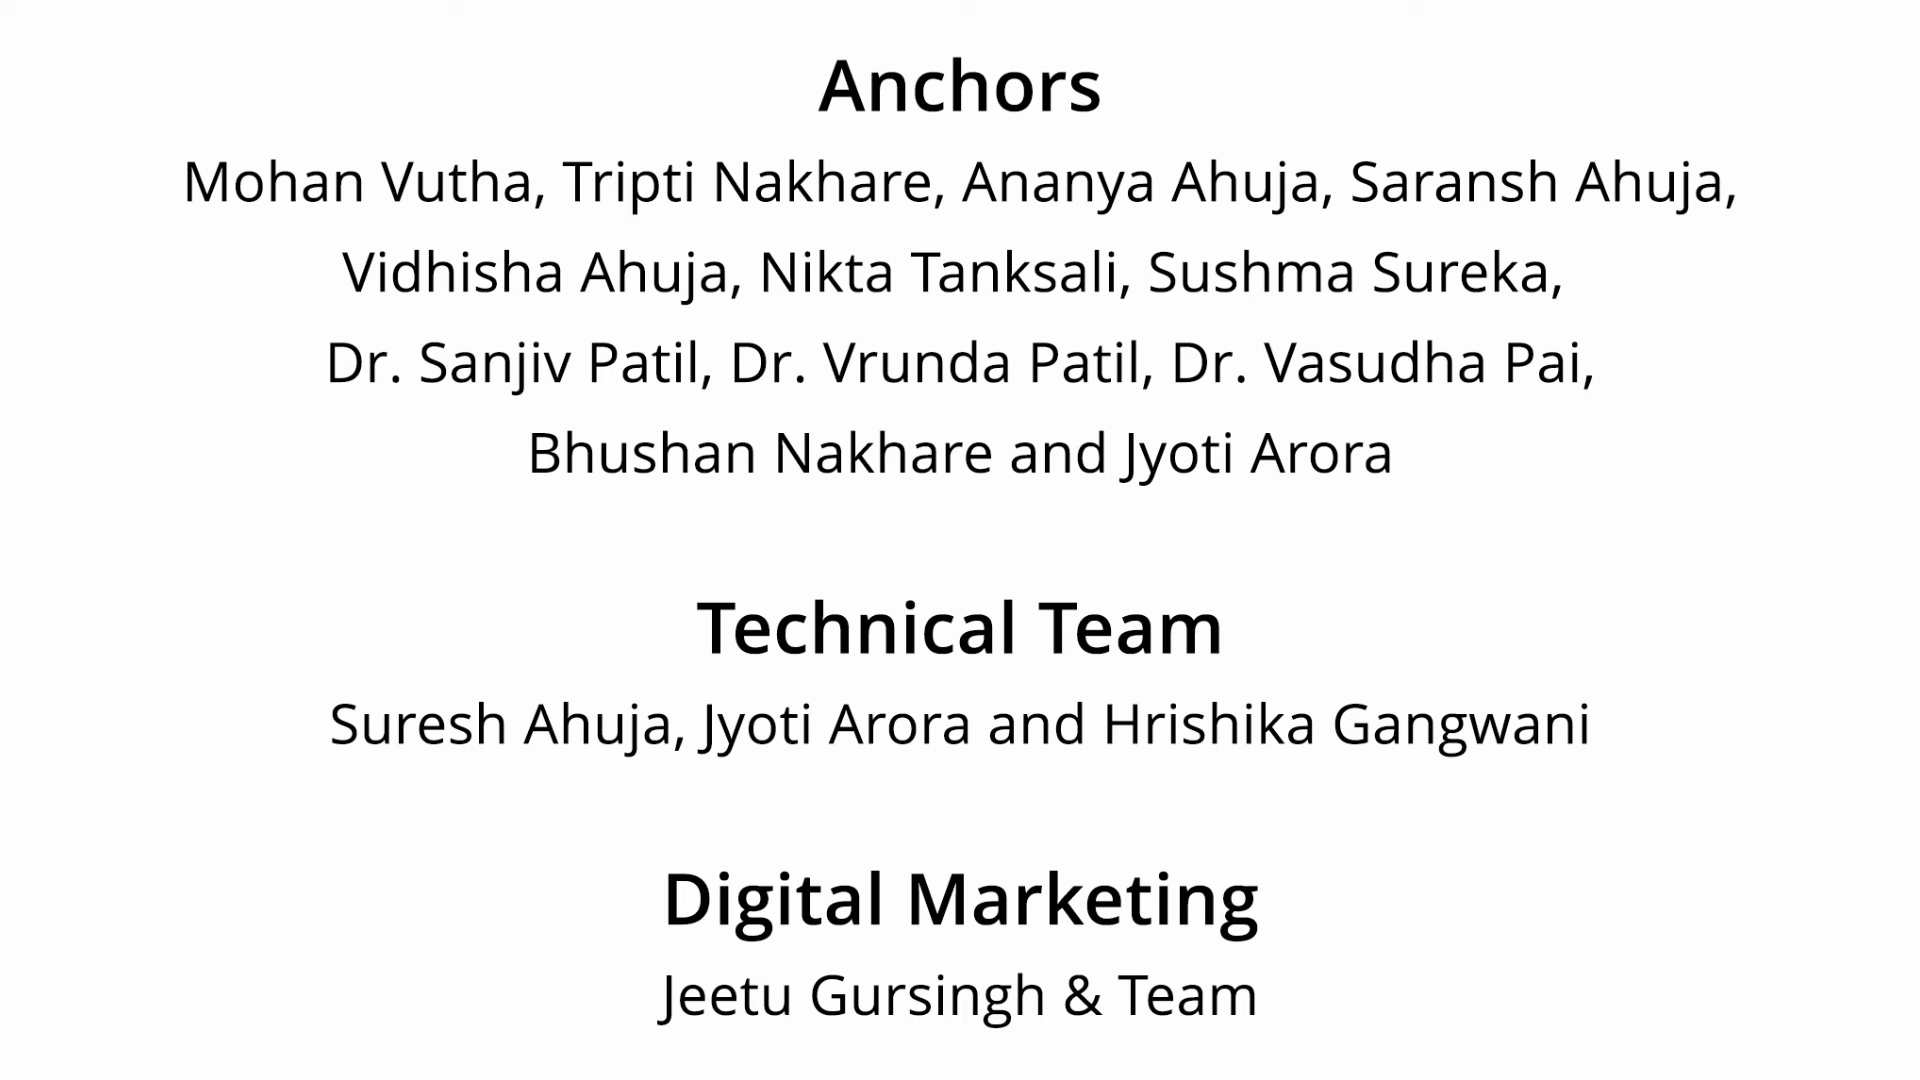 Anchors
Mohan Vutha, Tripti Nakhare, Ananya Ahuja, Saransh Ahuja,
Vidhisha Ahuja, Nikta Tanksali, Sushma Sureka,
Dr. Sanjiv Patil, Dr. Vrunda Patil, Dr. Vasudha Pai,
Bhushan Nakhare and Jyoti Arora
Technical Team
Suresh Ahuja, Jyoti Arora and Hrishika Gangwani
Digital Marketing
Jeetu Gursingh & Team